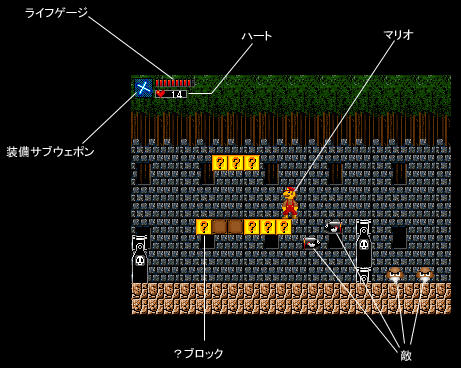 ライフゲージ
ハート
マリオ
14
装備サブウェポン
? ? ?
? ? ? ?
?ブロック
敵